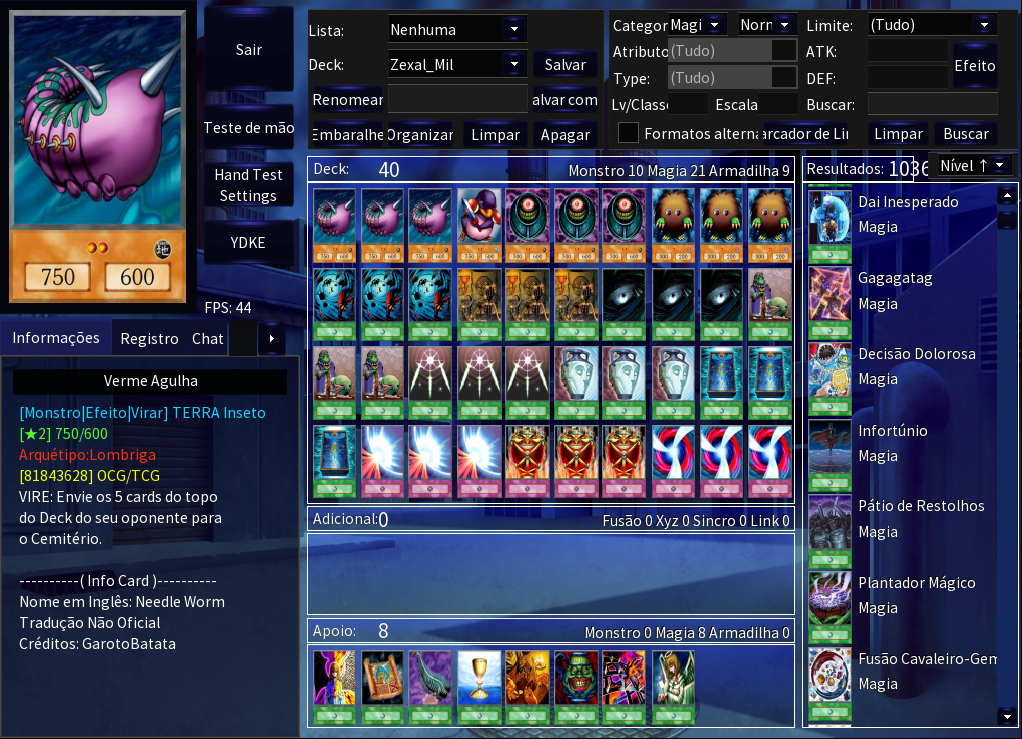 Sair
Teste de mão
Hand Test
Settings
YDKE
FPS: 44
750
600
Lista:
Nenhuma
Deck:
Zexal_Mil
Salvar
Renomear
alvar com
Embaralhe
Organizar
Limpar
Apagar
Categor
Magi
Norn
Limite:
(Tudo)
Atributo
(Tudo)
ATK:
Efeito
Type:
(Tudo)
DEF:
Lv/Classe
Escala
Buscar:
Formatos alterna
arcador de Lin
Limpar
Buscar
Informações
Registro
Chat
Verme Agulha
[Monstro|Efeito|Virar] TERRA Inseto
[★2] 750/600
Arquétipo:Lombriga
[81843628] OCG/TCG
VIRE: Envie os 5 cards do topo
do Deck do seu oponente para
o Cemitério.
----------( Info Card )----------
Nome em Inglês: Needle Worm
Tradução Não Oficial
Créditos: GarotoBatata
Deck: 40
Monstro 10 Magia 21 Armadilha 9
Adicional:0
Fusão 0 Xyz 0 Sincro 0 Link 0
Apoio: 8
Monstro 0 Magia 8 Armadilha 0
Resultados: 1036
Nível ↑
Dai Inesperado
Magia
Gagagatag
Magia
Decisão Dolorosa
Magia
Infortúnio
Magia
Pátio de Restolhos
Magia
Plantador Mágico
Magia
Fusão Cavaleiro-Gem
Magia